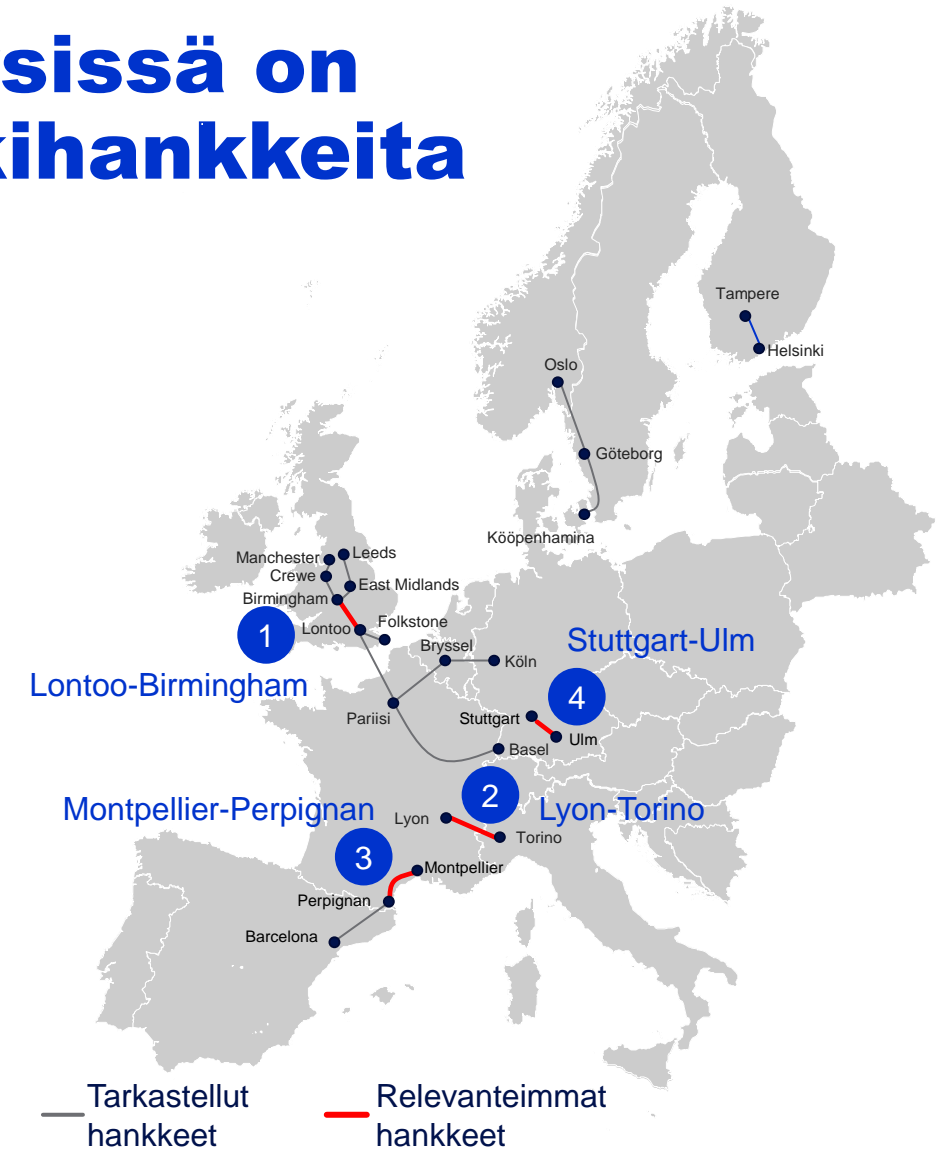 sissä on
kihankkeita
Tampere
Helsinki
Oslo
Göteborg
Kööpenhamina
Manchester
Leeds
Crewe
East Midlands
Birmingham
1
Lontoo
Folkstone
Bryssel
Köln
Stuttgart-Ulm
Lontoo-Birmingham
4
Pariisi
Stuttgart
Ulm
Basel
2
Montpellier-Perpignan
Lyon-Torino
Lyon
Torino
3
Montpellier
Perpignan
Barcelona
Tarkastellut
hankkeet
Relevanteimmat
hankkeet